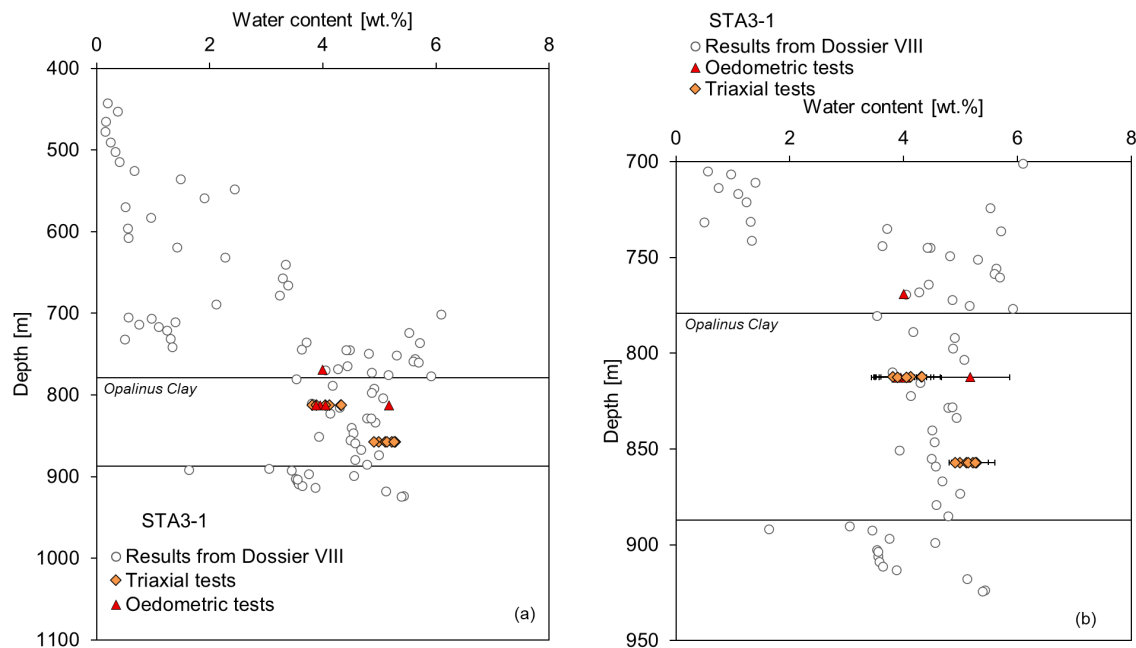 Water content [wt.%]
0 2 4 6 8
400
500
600
700
800
900
1000
1100
Depth [m]
Opalinus Clay
STA3-1
Results from Dossier VIII
Triaxial tests
Oedometric tests
(a)
STA3-1
Results from Dossier VIII
Oedometric tests
Triaxial tests
Water content [wt.%]
0 2 4 6 8
700
750
800
850
900
950
Depth [m]
Opalinus Clay
(b)